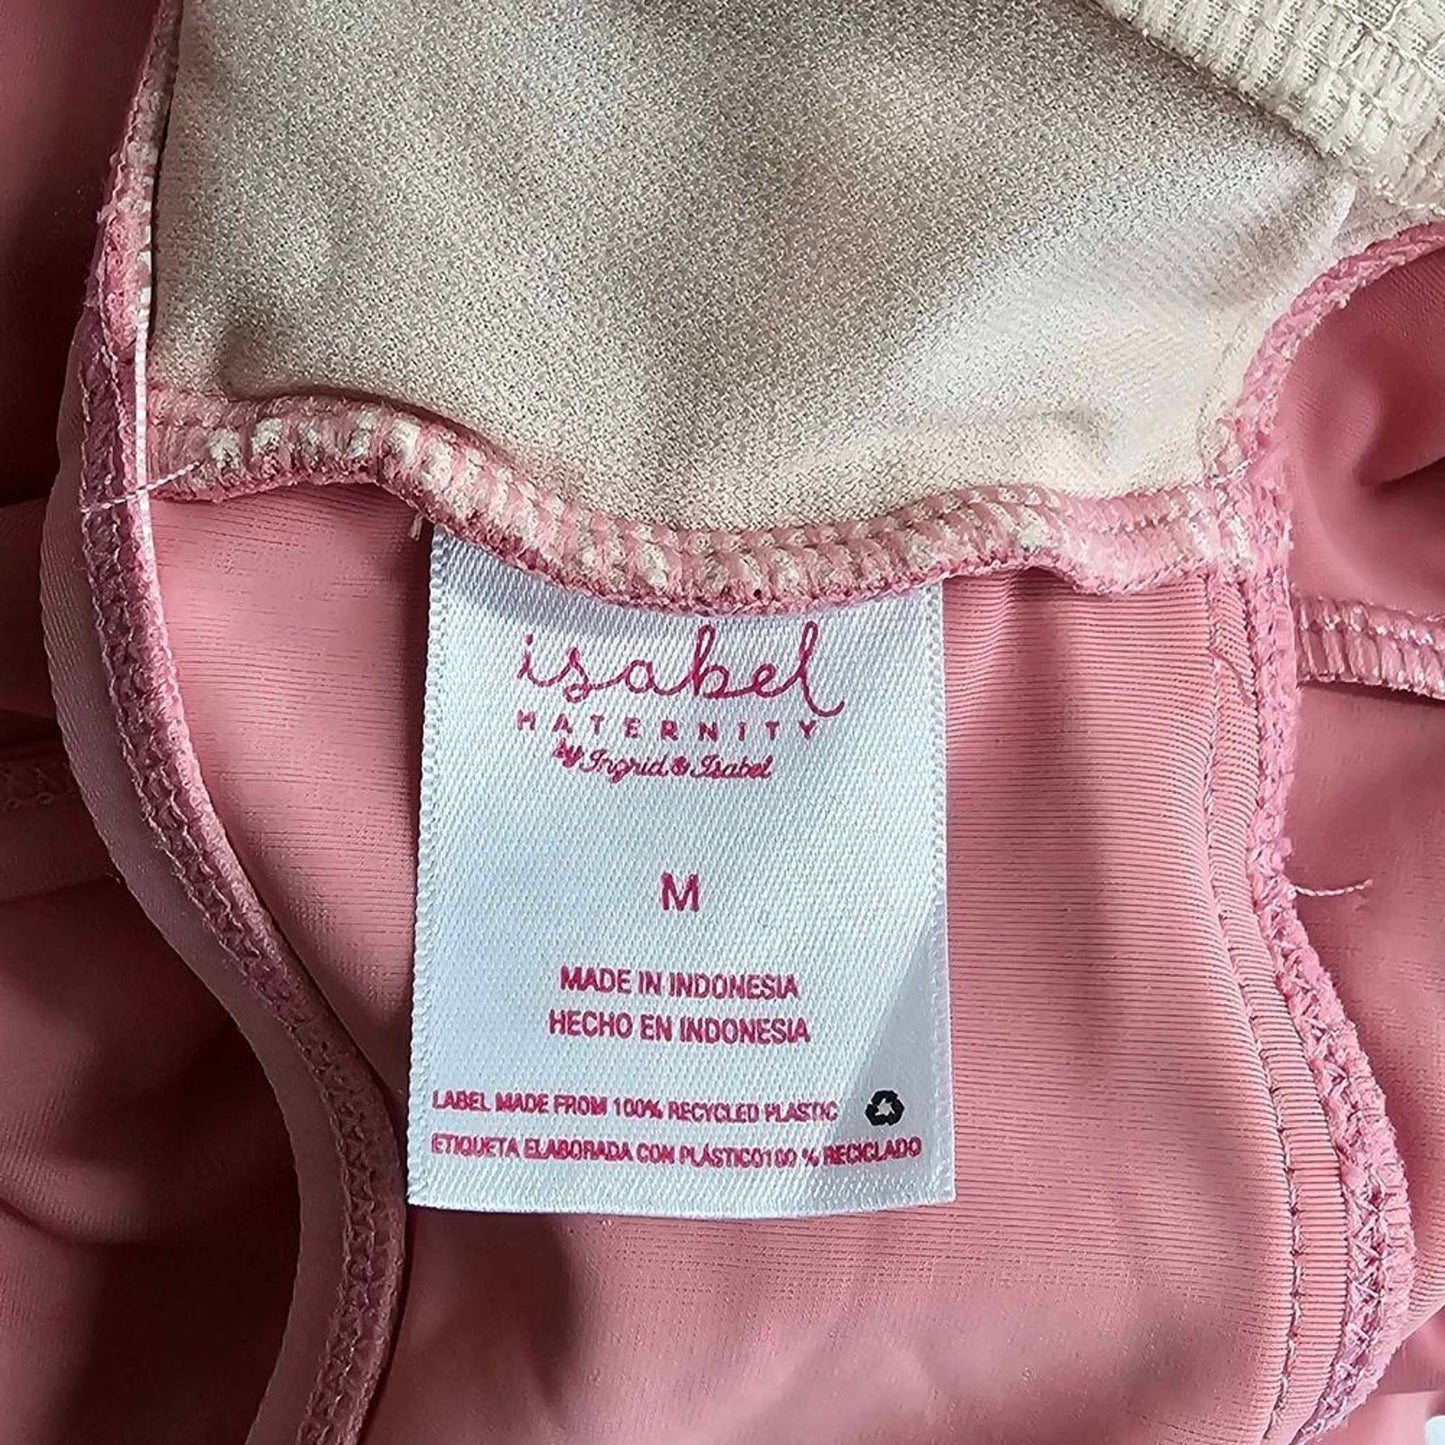 isabel
MATERNiTY
by Ingrid & Isabel
M
MADE IN INDONESIA
HECHO EN INDONESIA
LABEL MADE FROM 100% RECYCLED PLASTIC
ETIQUETA ELABORADA CON PLÁSTICO100 % RECICLADO